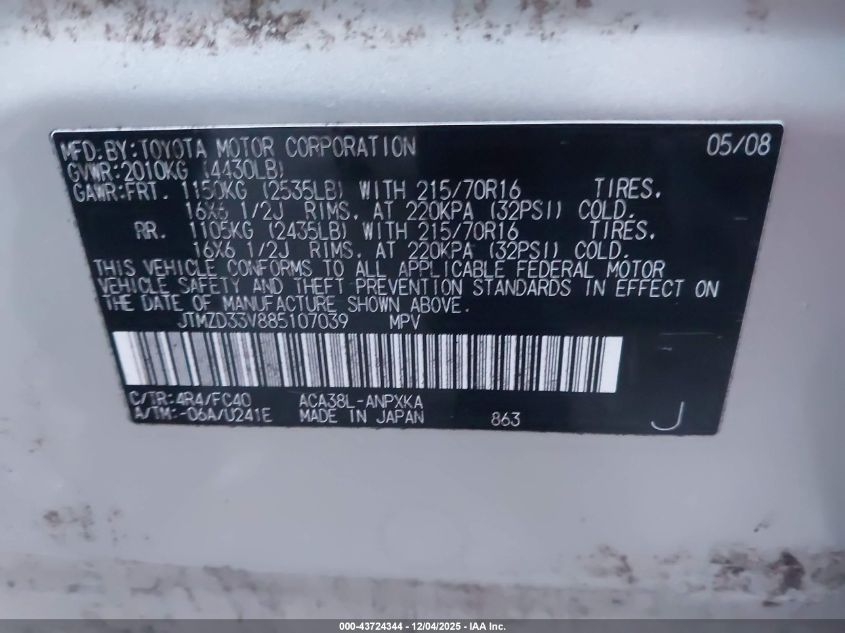 MFD.BY:TOYOTA MOTOR CORPORATION 05/08
GVWR:2010KG (4430LB)
GAWR:FRT. 1150KG (2535LB) WITH 215/70R16 TIRES,
16X6 1/2J RIMS, AT 220KPA (32PSI) COLD.
RR. 1105KG (2435LB) WITH 215/70R16 TIRES,
16X6 1/2J RIMS, AT 220KPA (32PSI) COLD.
THIS VEHICLE CONFORMS TO ALL APPLICABLE FEDERAL MOTOR
VEHICLE SAFETY AND THEFT PREVENTION STANDARDS IN EFFECT ON
THE DATE OF MANUFACTURE SHOWN ABOVE.
JTMZD33V885107039 MPV
C/TR:4R4/FC40 ACA38L-ANPXKA
A/TM:-06A/U241E MADE IN JAPAN 863 J
000-43724344 — 12/04/2025 — IAA Inc.